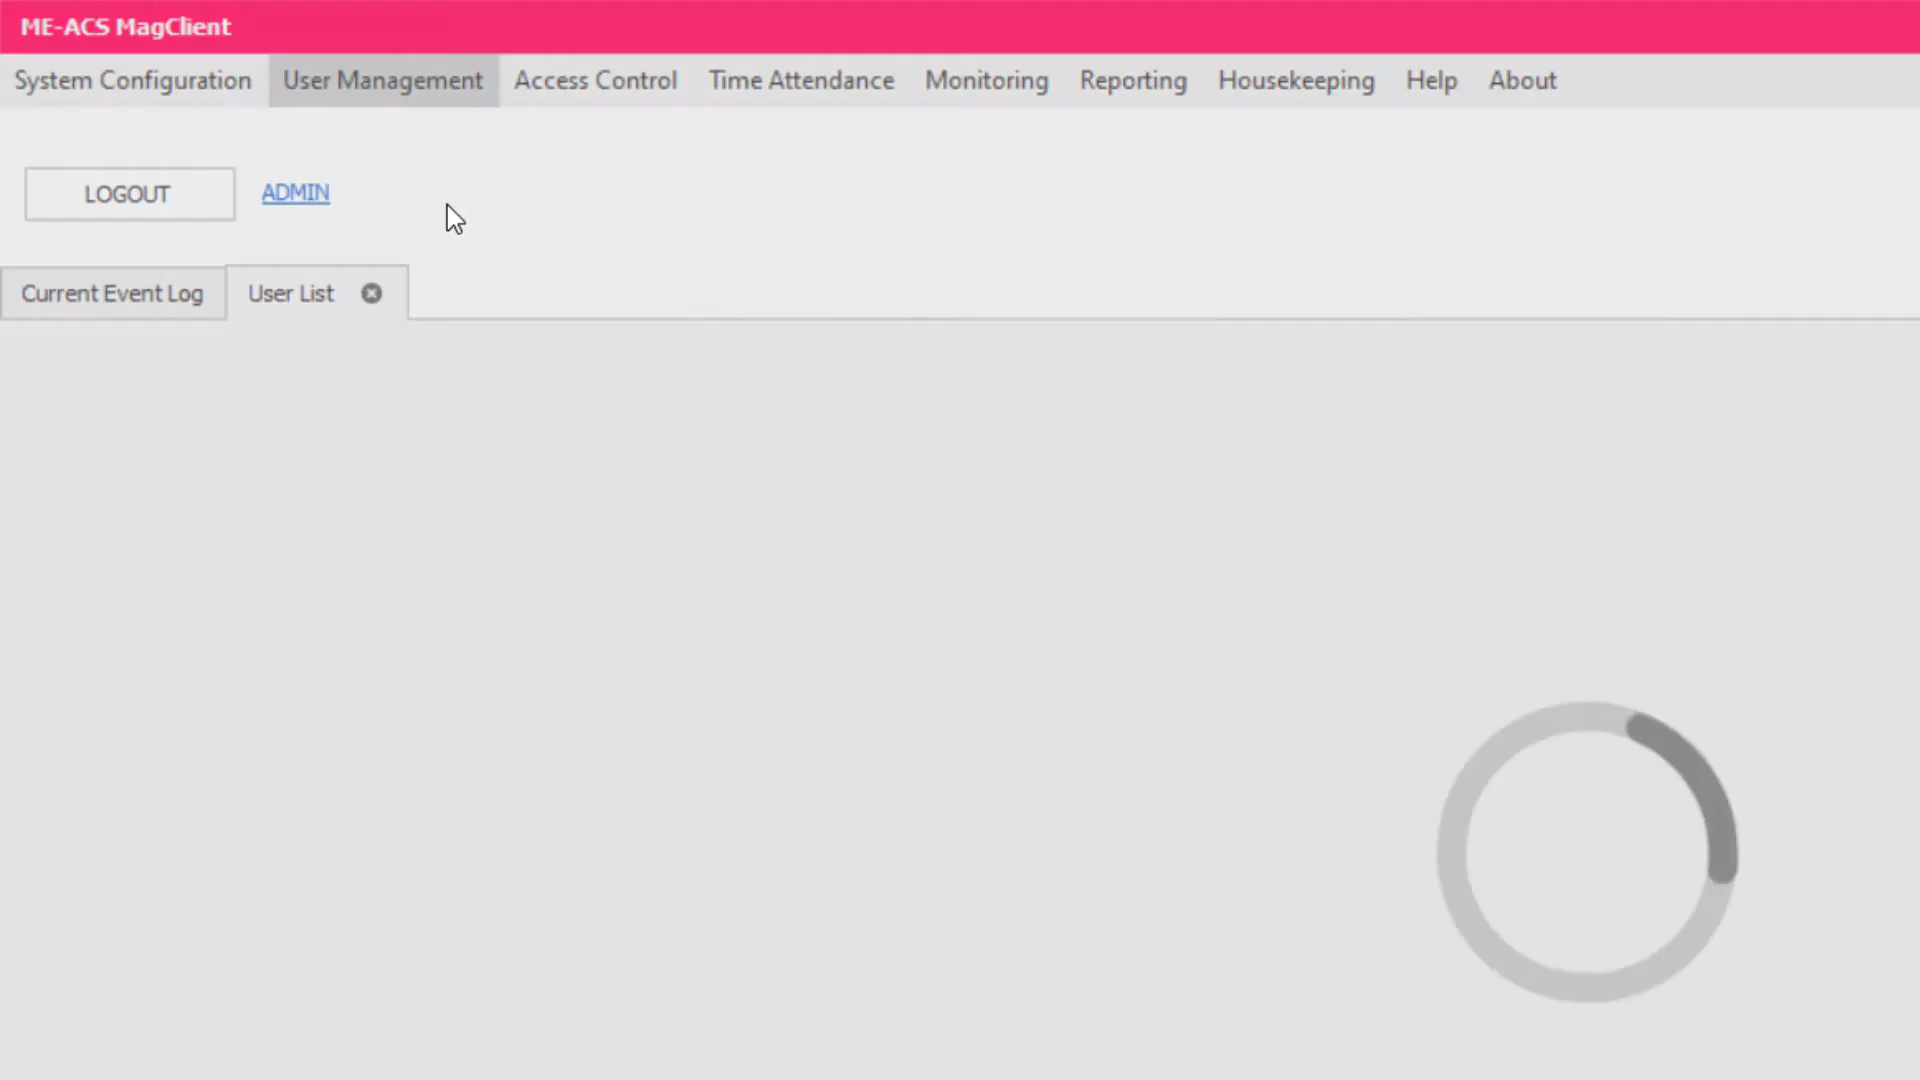 ME-ACS MagClient
System Configuration User Management Access Control Time Attendance Monitoring Reporting Housekeeping Help About
LOGOUT ADMIN
Current Event Log User List